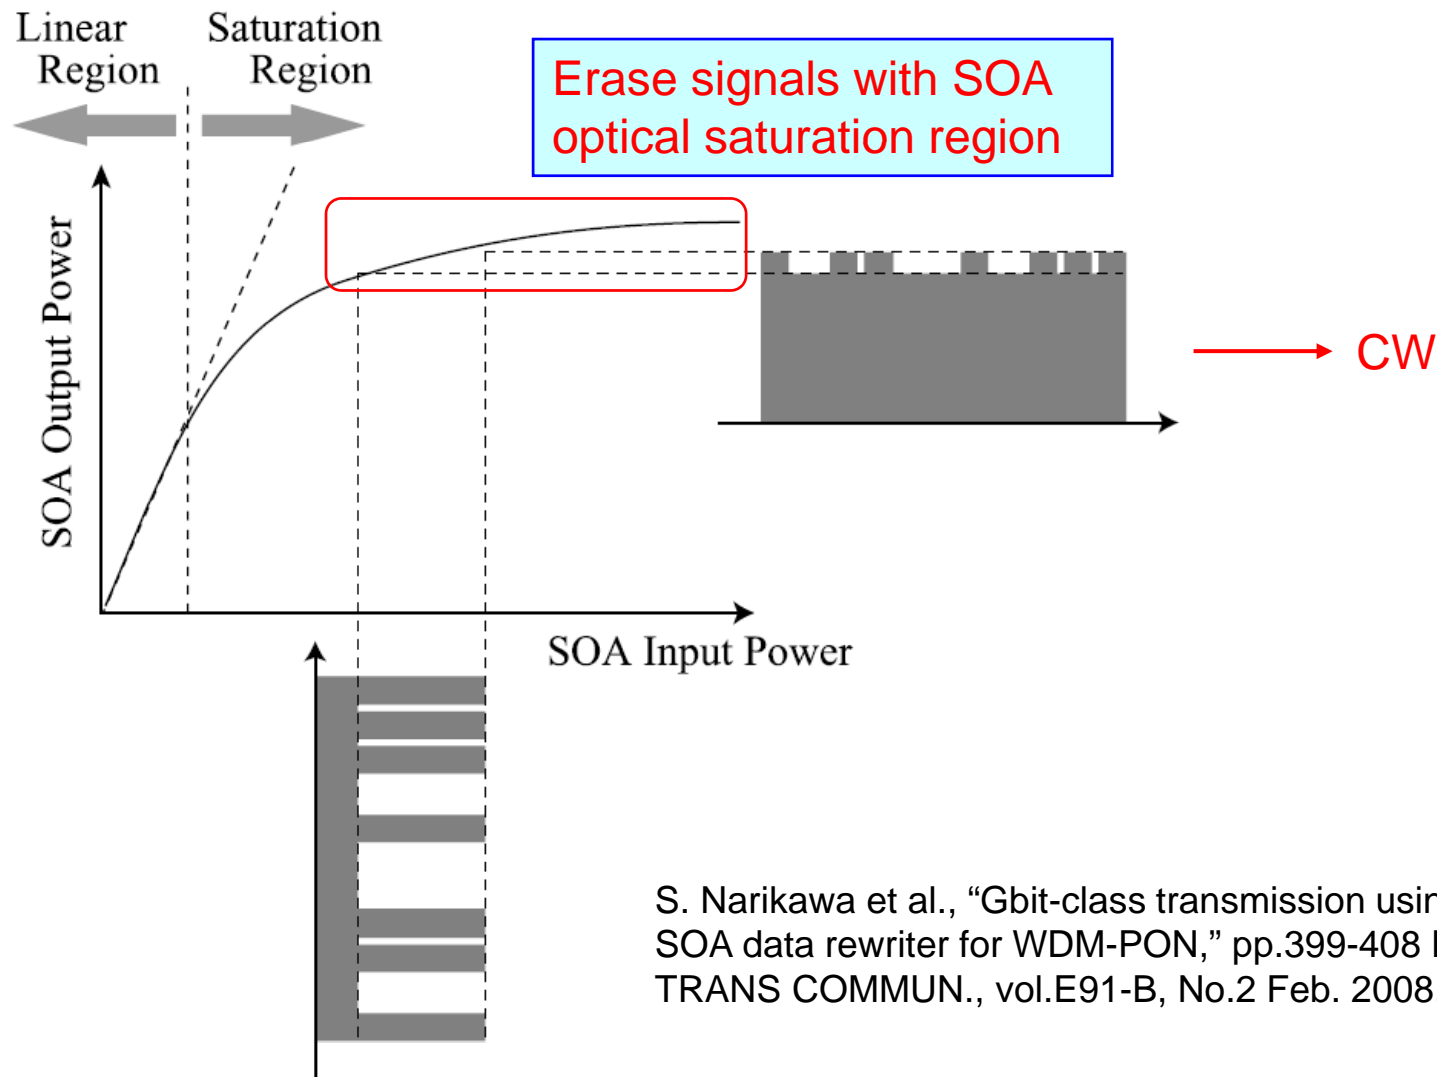 Linear
Region
Saturation
Region
Erase signals with SOA
optical saturation region
SOA Output Power
CW
SOA Input Power
S. Narikawa et al., “Gbit-class transmission
SOA data rewriter for WDM-PON,” pp.399-408
TRANS COMMUN., vol.E91-B, No.2 Feb. 2008